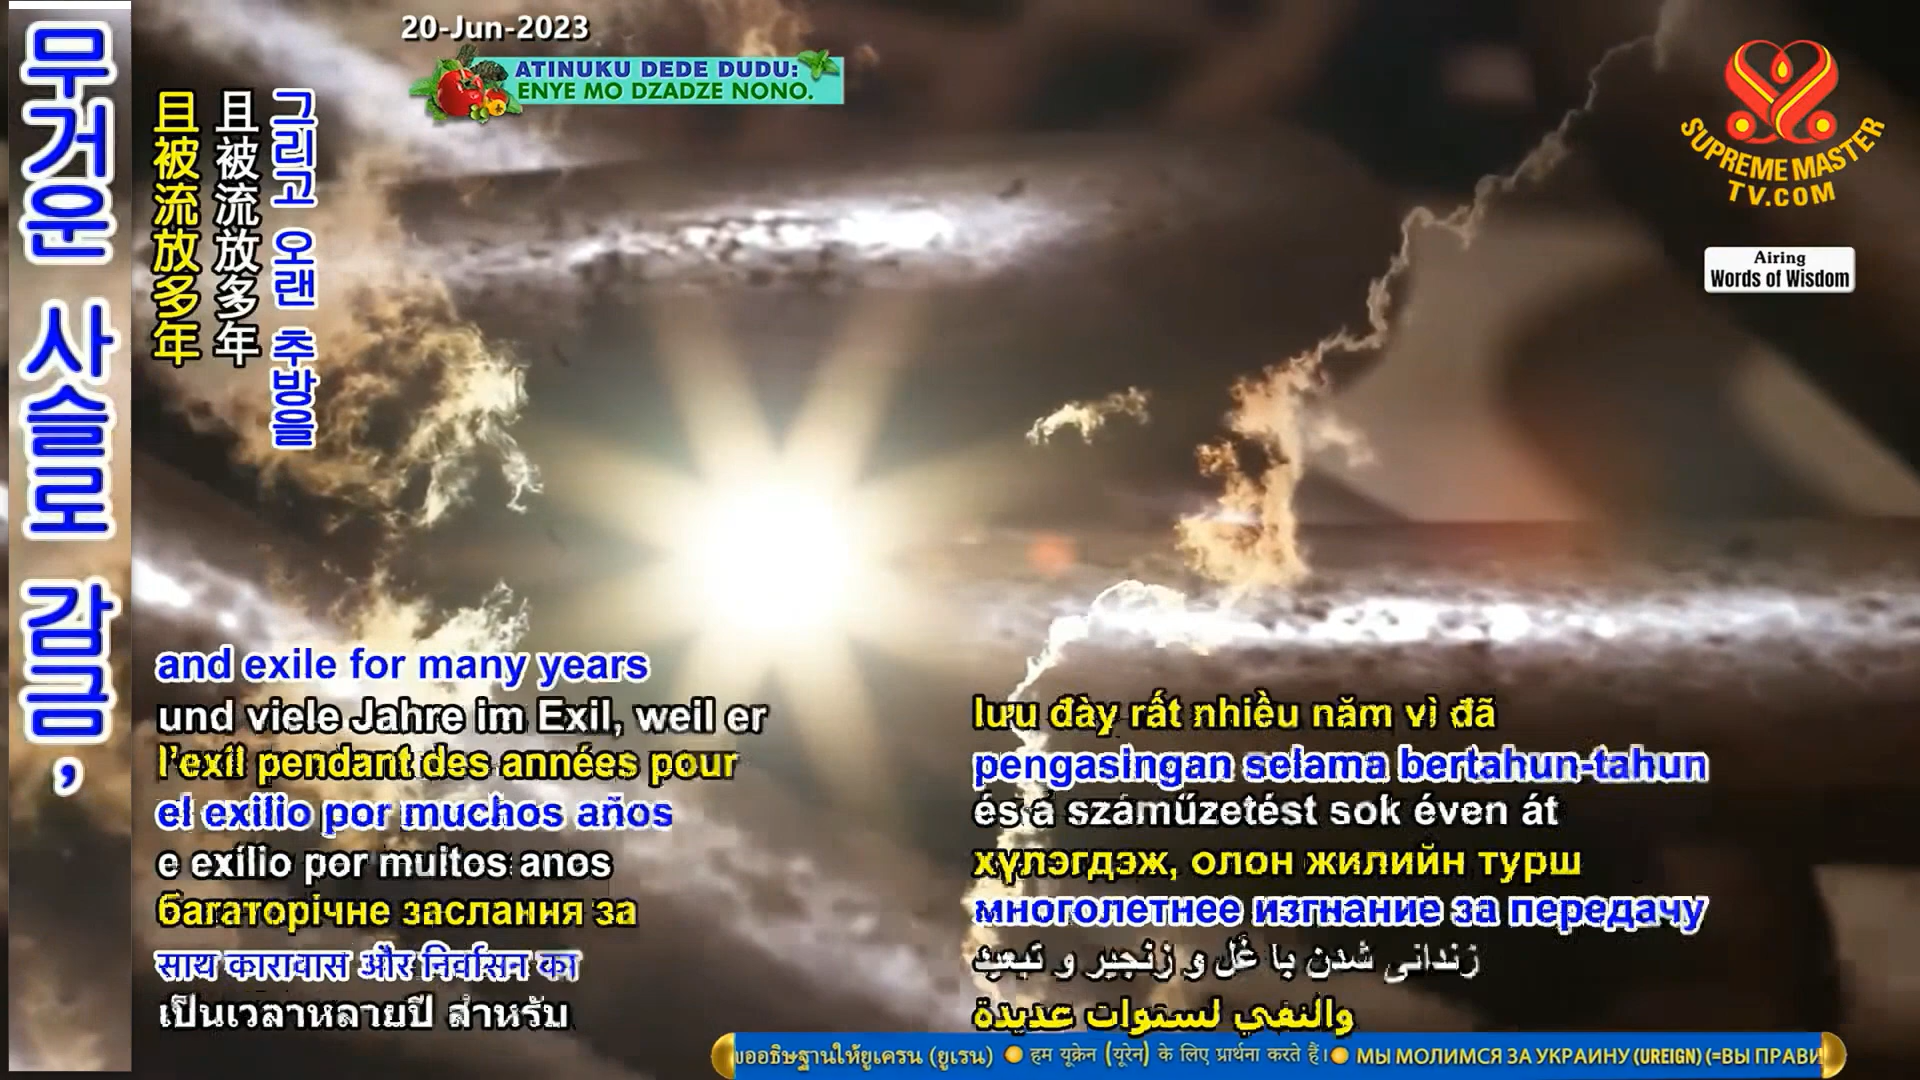 20-Jun-2023
ATINUKU DEDE DUDU:
ENYE MO DZADZE NONO.
SUPREME MASTER
TV.COM
Airing
Words of Wisdom
무거운 사슬로 감금,
且被流放多年
且被流放多年
그리고 오랜 추방을
and exile for many years
und viele Jahre im Exil, weil er
l'exil pendant des années pour
el exilio por muchos años
e exílio por muitos anos
багаторічне заслання за
साथ कारावास और निर्वासन का
เป็นเวลาหลายปี สำหรับ
lưu đày rất nhiều năm vì đã
pengasingan selama bertahun-tahun
és a száműzetést sok éven át
хүлэгдэж, олон жилийн турш
многолетнее изгнание за передачу
زندانی شدن با غُل و زنجیر و تبعید
والنفي لسنوات عديدة
ขออธิษฐานให้ยูเครน (ยูเรน) हम यूक्रेन (यूरेन) के लिए प्रार्थना करते हैं। МЫ МОЛИМСЯ ЗА УКРАИНУ (UREIGN) (=ВЫ ПРАВИ